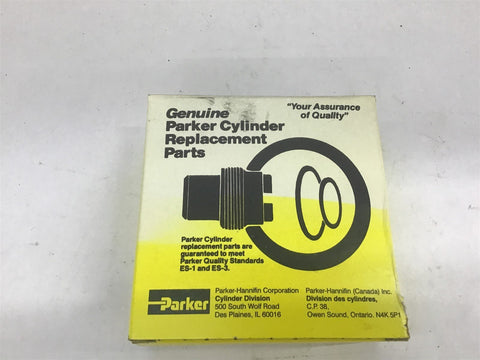 Genuine
Parker Cylinder
Replacement
Parts
"Your Assurance
of Quality"
Parker Cylinder
replacement parts are
guaranteed to meet
Parker Quality Standards
ES-1 and ES-3.
Parker
Parker-Hannifin Corporation
Cylinder Division
500 South Wolf Road
Des Plaines, IL 60016
Parker-Hannifin (Canada) Inc.
Division des cylindres,
C.P. 38,
Owen Sound, Ontario, N4K 5P1